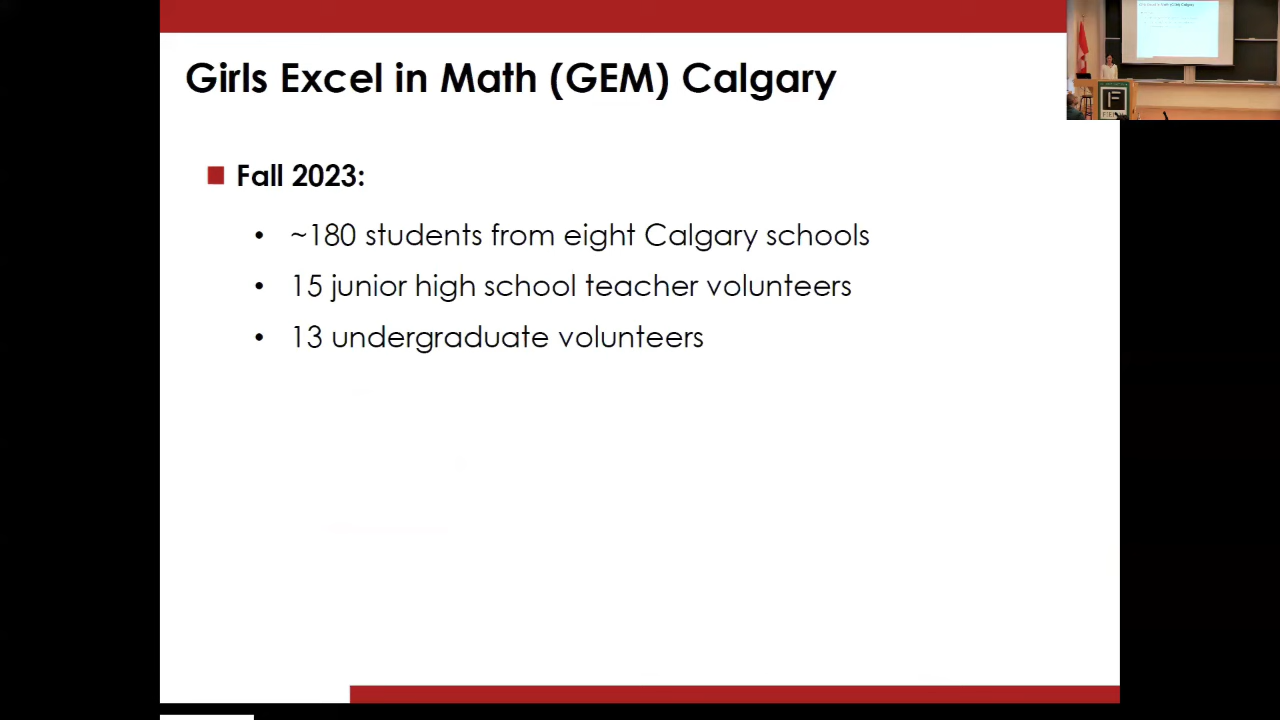 Girls Excel in Math (GEM) Calgary
Fall 2023:
• ~180 students from eight Calgary schools
• 15 junior high school teacher volunteers
• 13 undergraduate volunteers